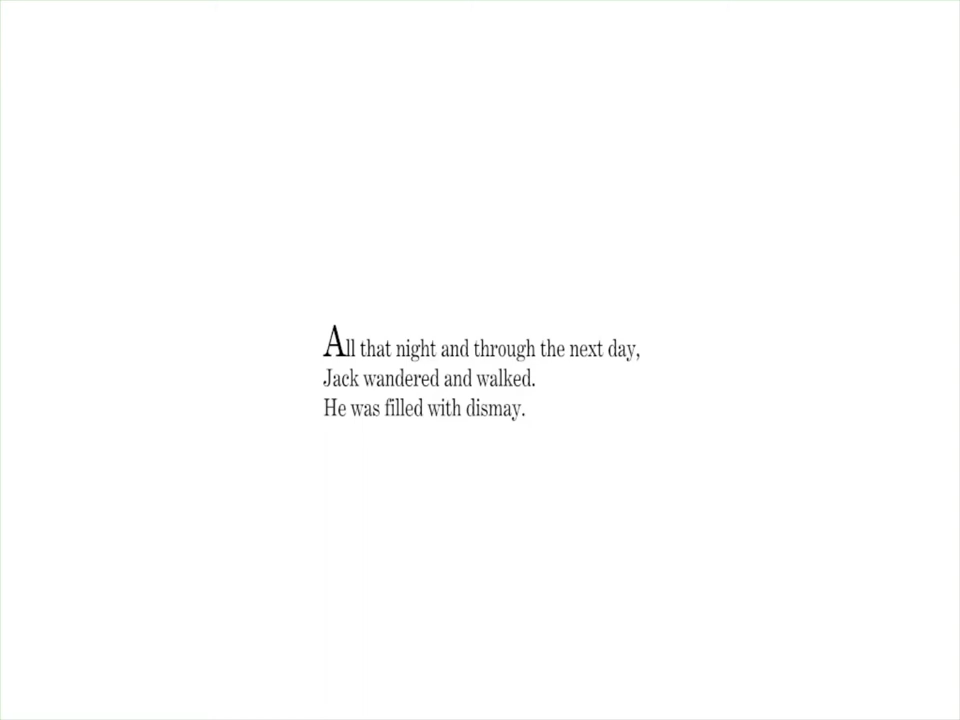 All that night and through the next day,
Jack wandered and walked.
He was filled with dismay.